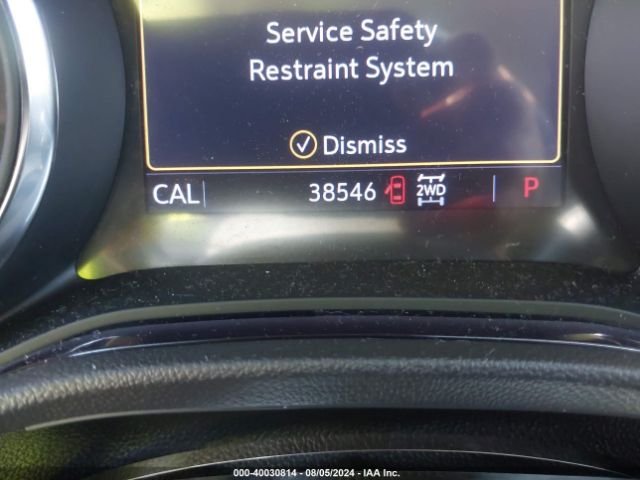 Service Safety
Restraint System
Dismiss
CAL 38546 2WD P
000-40030814 - 08/05/2024 - IAA Inc.